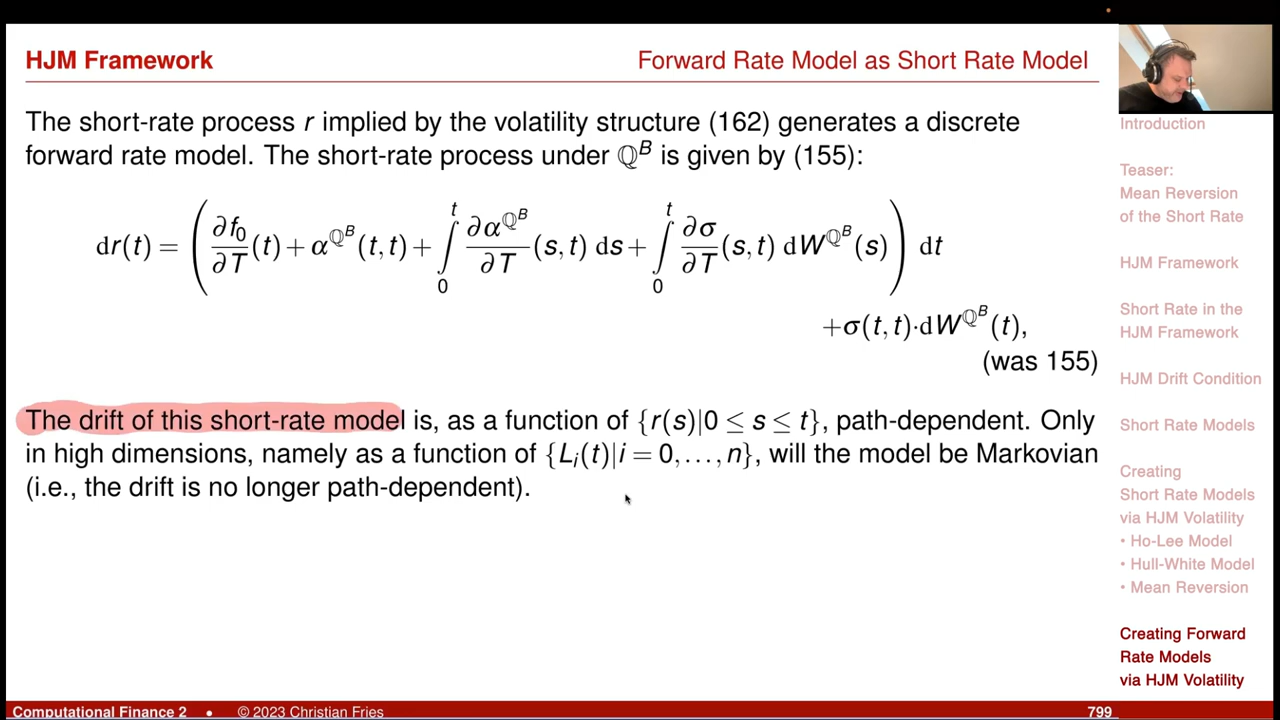 HJM Framework
Forward Rate Model as Short Rate Model
The short-rate process r implied by the volatility structure (162) generates a discrete
forward rate model. The short-rate process under ℚ^B is given by (155):
dr(t) = ( ∂f₀/∂T (t) + α^{ℚ^B}(t,t) + ∫₀ᵗ ∂α^{ℚ^B}/∂T (s,t) ds + ∫₀ᵗ ∂σ/∂T (s,t) dW^{ℚ^B}(s) ) dt
+σ(t,t)·dW^{ℚ^B}(t),
(was 155)
The drift of this short-rate model is, as a function of {r(s)|0 ≤ s ≤ t}, path-dependent. Only
in high dimensions, namely as a function of {L_i(t)|i = 0,...,n}, will the model be Markovian
(i.e., the drift is no longer path-dependent).
Introduction
Teaser:
Mean Reversion
of the Short Rate
HJM Framework
Short Rate in the
HJM Framework
HJM Drift Condition
Short Rate Models
Creating
Short Rate Models
via HJM Volatility
• Ho-Lee Model
• Hull-White Model
• Mean Reversion
Creating Forward
Rate Models
via HJM Volatility
Computational Finance 2 • © 2023 Christian Fries
799